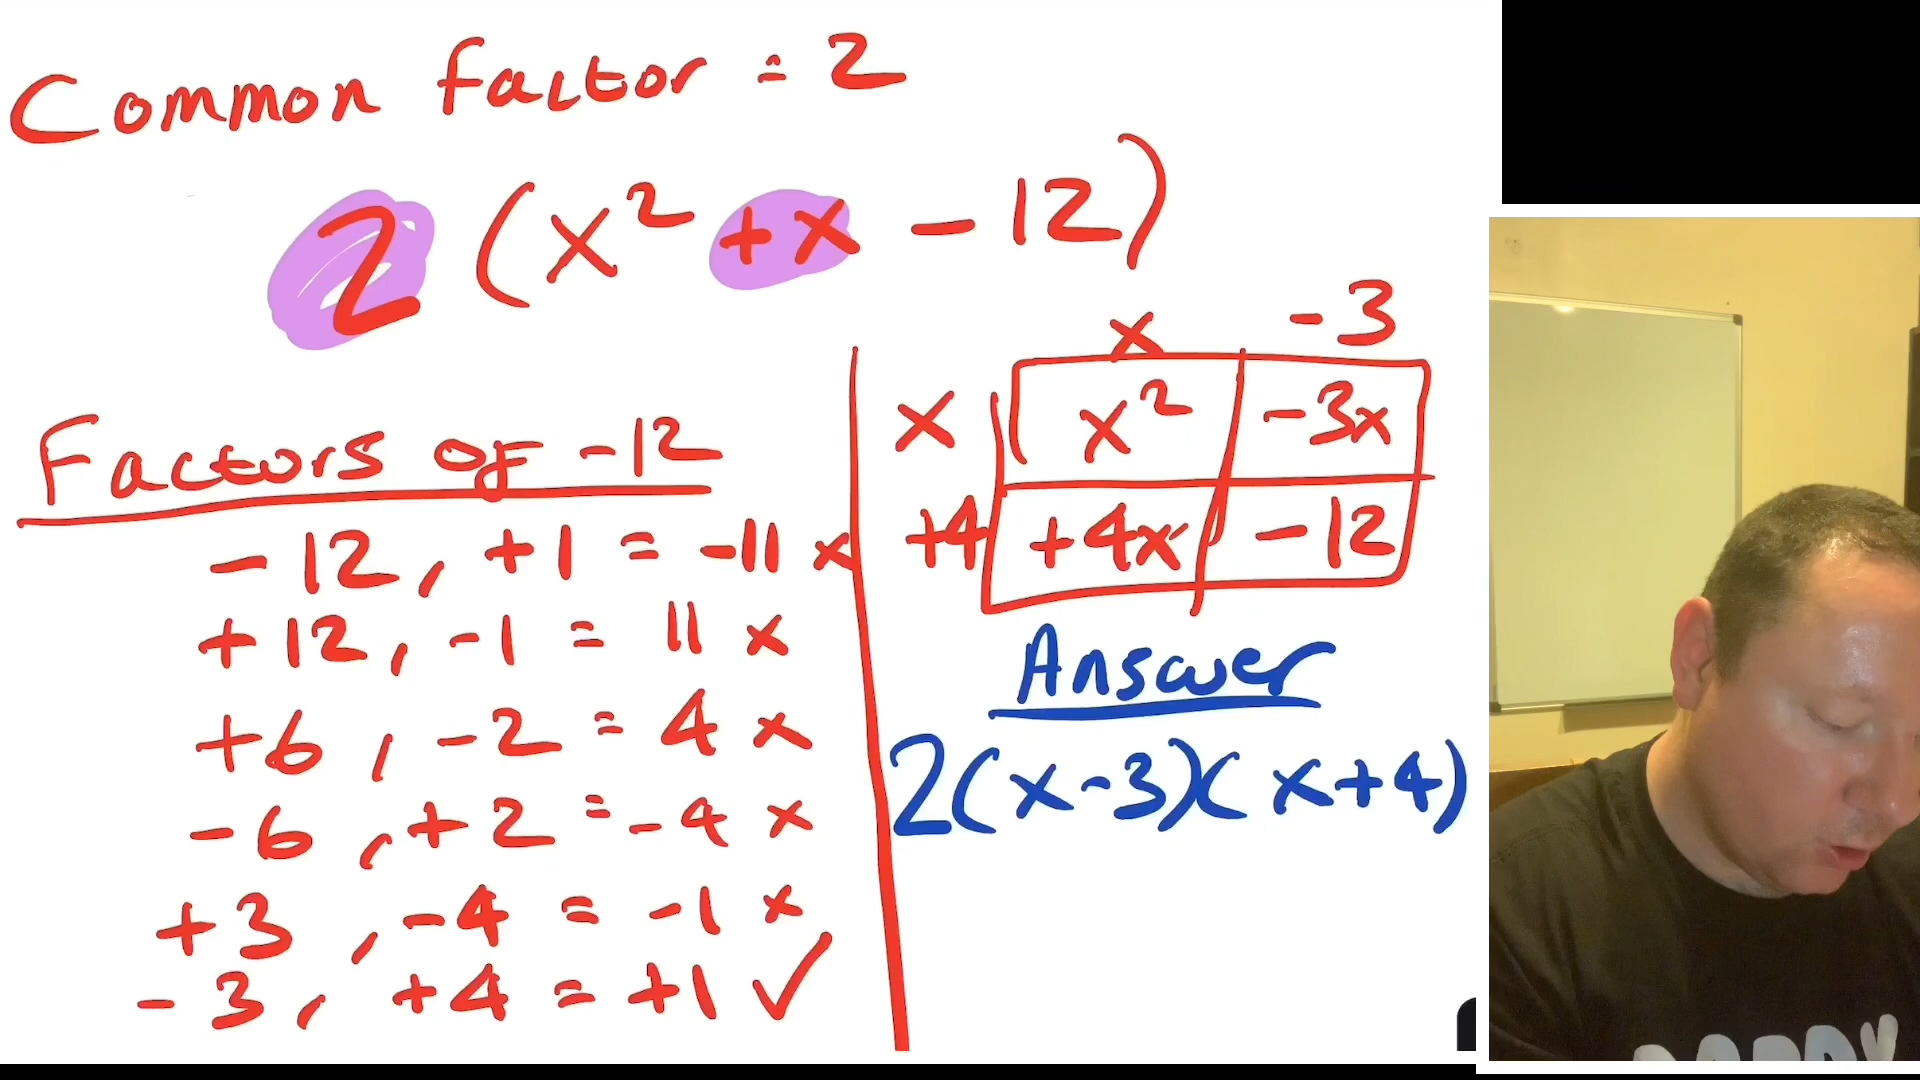 Common factor = 2
2 (x² + x - 12)
Factors of -12
-12, +1 = -11 x
+12, -1 = 11 x
+6, -2 = 4 x
-6, +2 = -4 x
+3, -4 = -1 x
-3, +4 = +1 ✓
x -3
x x² -3x
+4 +4x -12
Answer
2(x-3)(x+4)